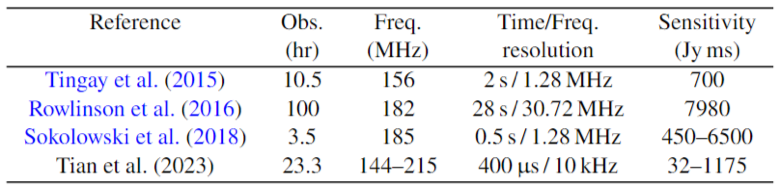 Reference Obs. Freq. Time/Freq. Sensitivity
(hr) (MHz) resolution (Jy ms)
Tingay et al. (2015) 10.5 156 2 s / 1.28 MHz 700
Rowlinson et al. (2016) 100 182 28 s / 30.72 MHz 7980
Sokolowski et al. (2018) 3.5 185 0.5 s / 1.28 MHz 450–6500
Tian et al. (2023) 23.3 144–215 400 µs / 10 kHz 32–1175